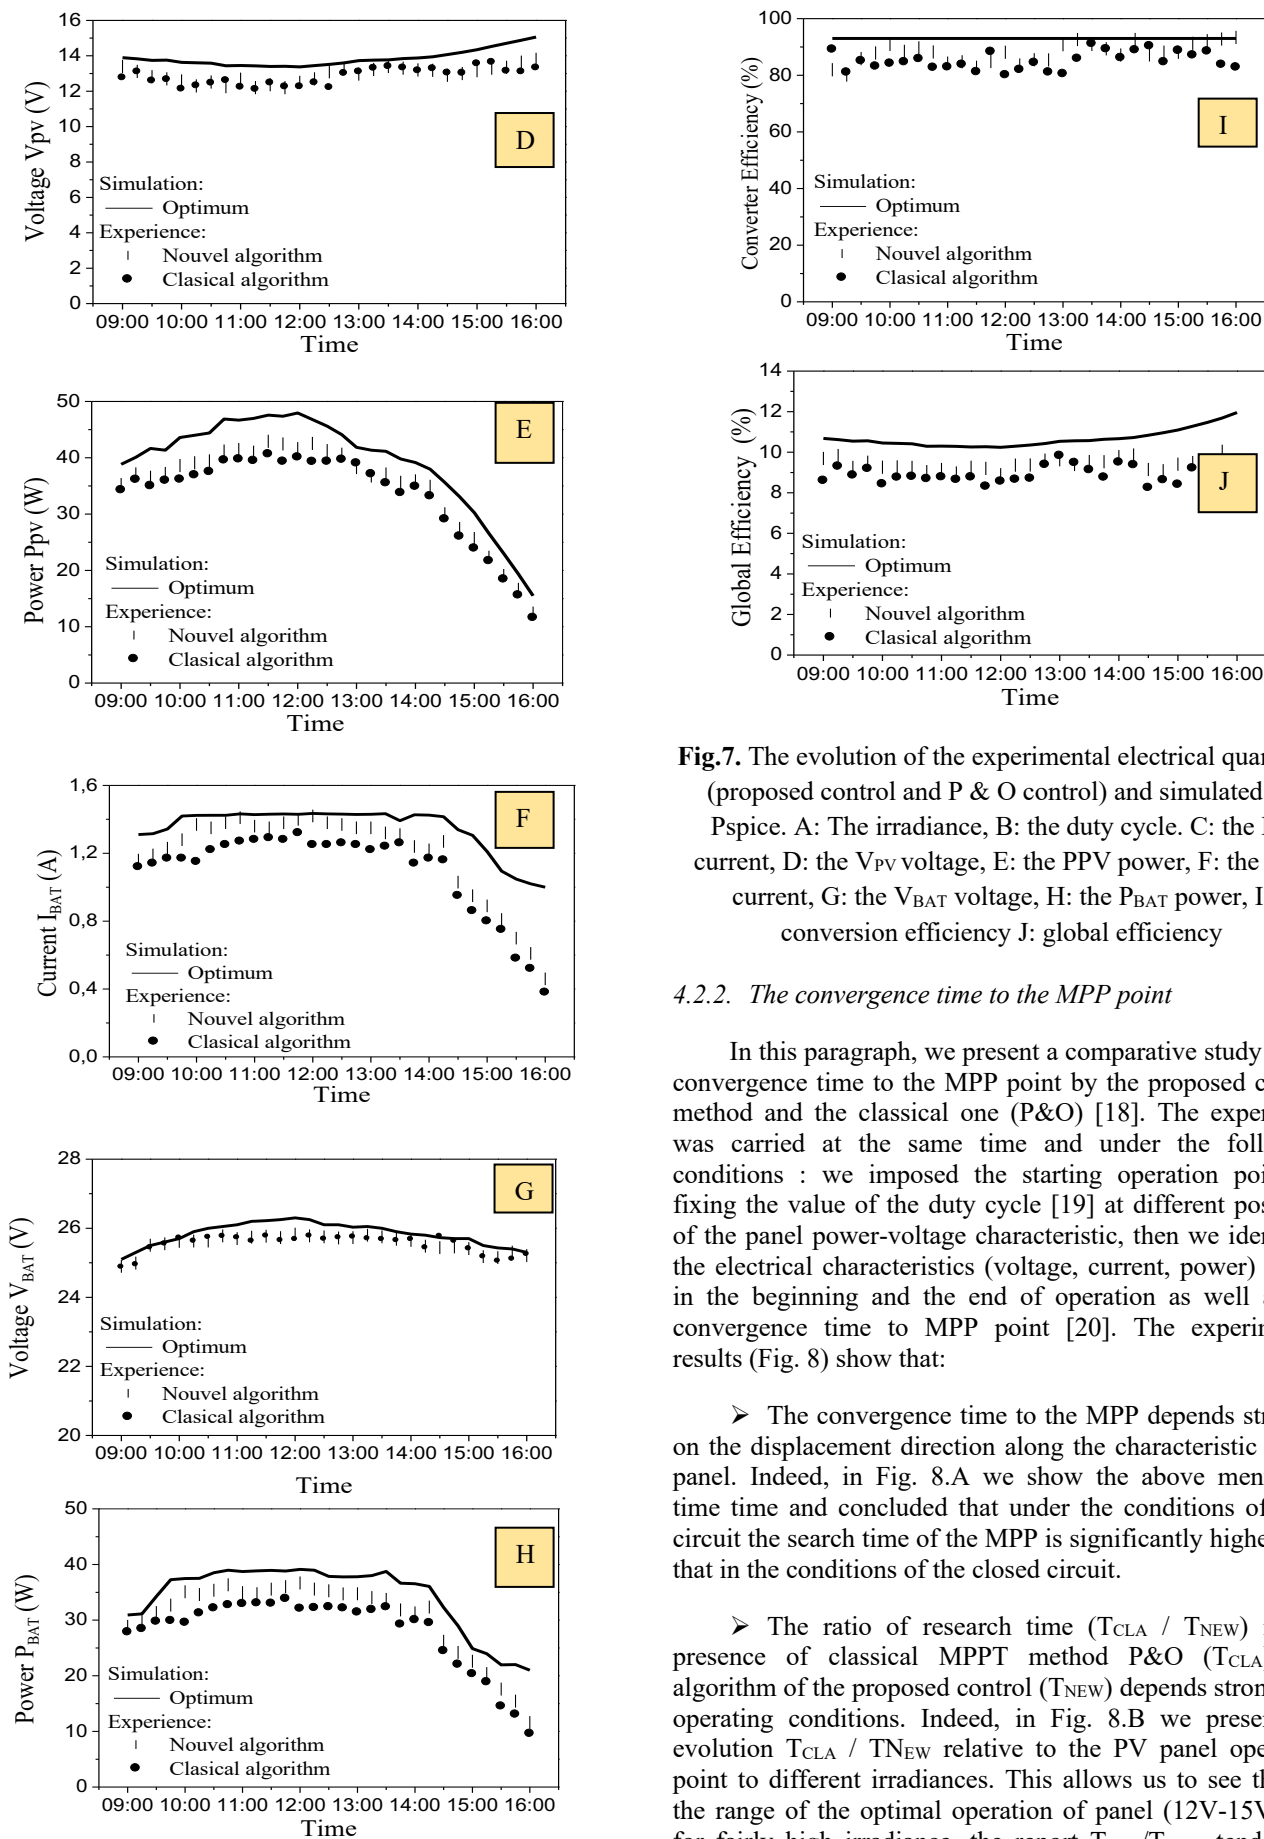 16
14
12
10
8
6
4
2
0
Voltage Vpv (V)
D
Simulation:
Optimum
Experience:
Nouvel algorithm
Clasical algorithm
09:00 10:00 11:00 12:00 13:00 14:00 15:00 16:00
Time
50
40
30
20
10
0
Power Ppv (W)
E
Simulation:
Optimum
Experience:
Nouvel algorithm
Clasical algorithm
09:00 10:00 11:00 12:00 13:00 14:00 15:00 16:00
Time
1,6
1,2
0,8
0,4
0,0
Current IBAT (A)
F
Simulation:
Optimum
Experience:
Nouvel algorithm
Clasical algorithm
09:00 10:00 11:00 12:00 13:00 14:00 15:00 16:00
Time
28
26
24
22
20
Voltage VBAT (V)
G
Simulation:
Optimum
Experience:
Nouvel algorithm
Clasical algorithm
09:00 10:00 11:00 12:00 13:00 14:00 15:00 16:00
Time
50
40
30
20
10
0
Power PBAT (W)
H
Simulation:
Optimum
Experience:
Nouvel algorithm
Clasical algorithm
09:00 10:00 11:00 12:00 13:00 14:00 15:00 16:00
Time
100
80
60
40
20
0
Converter Efficiency (%)
I
Simulation:
Optimum
Experience:
Nouvel algorithm
Clasical algorithm
09:00 10:00 11:00 12:00 13:00 14:00 15:00 16:00
Time
14
12
10
8
6
4
2
0
Global Efficiency (%)
J
Simulation:
Optimum
Experience:
Nouvel algorithm
Clasical algorithm
09:00 10:00 11:00 12:00 13:00 14:00 15:00 16:00
Time
Fig.7. The evolution of the experimental electrical quan
(proposed control and P & O control) and simulated
Pspice. A: The irradiance, B: the duty cycle. C: the
current, D: the VPV voltage, E: the PPV power, F: the
current, G: the VBAT voltage, H: the PBAT power, I
conversion efficiency J: global efficiency
4.2.2. The convergence time to the MPP point
In this paragraph, we present a comparative study
convergence time to the MPP point by the proposed c
method and the classical one (P&O) [18]. The exper
was carried at the same time and under the foll
conditions : we imposed the starting operation poi
fixing the value of the duty cycle [19] at different pos
of the panel power-voltage characteristic, then we iden
the electrical characteristics (voltage, current, power)
in the beginning and the end of operation as well a
convergence time to MPP point [20]. The experim
results (Fig. 8) show that:
➢ The convergence time to the MPP depends str
on the displacement direction along the characteristic
panel. Indeed, in Fig. 8.A we show the above men
time time and concluded that under the conditions of
circuit the search time of the MPP is significantly highe
that in the conditions of the closed circuit.
➢ The ratio of research time (TCLA / TNEW)
presence of classical MPPT method P&O (TCLA
algorithm of the proposed control (TNEW) depends stron
operating conditions. Indeed, in Fig. 8.B we prese
evolution TCLA / TNEW relative to the PV panel ope
point to different irradiances. This allows us to see th
the range of the optimal operation of panel (12V-15V
for fairly high irradiance, the report